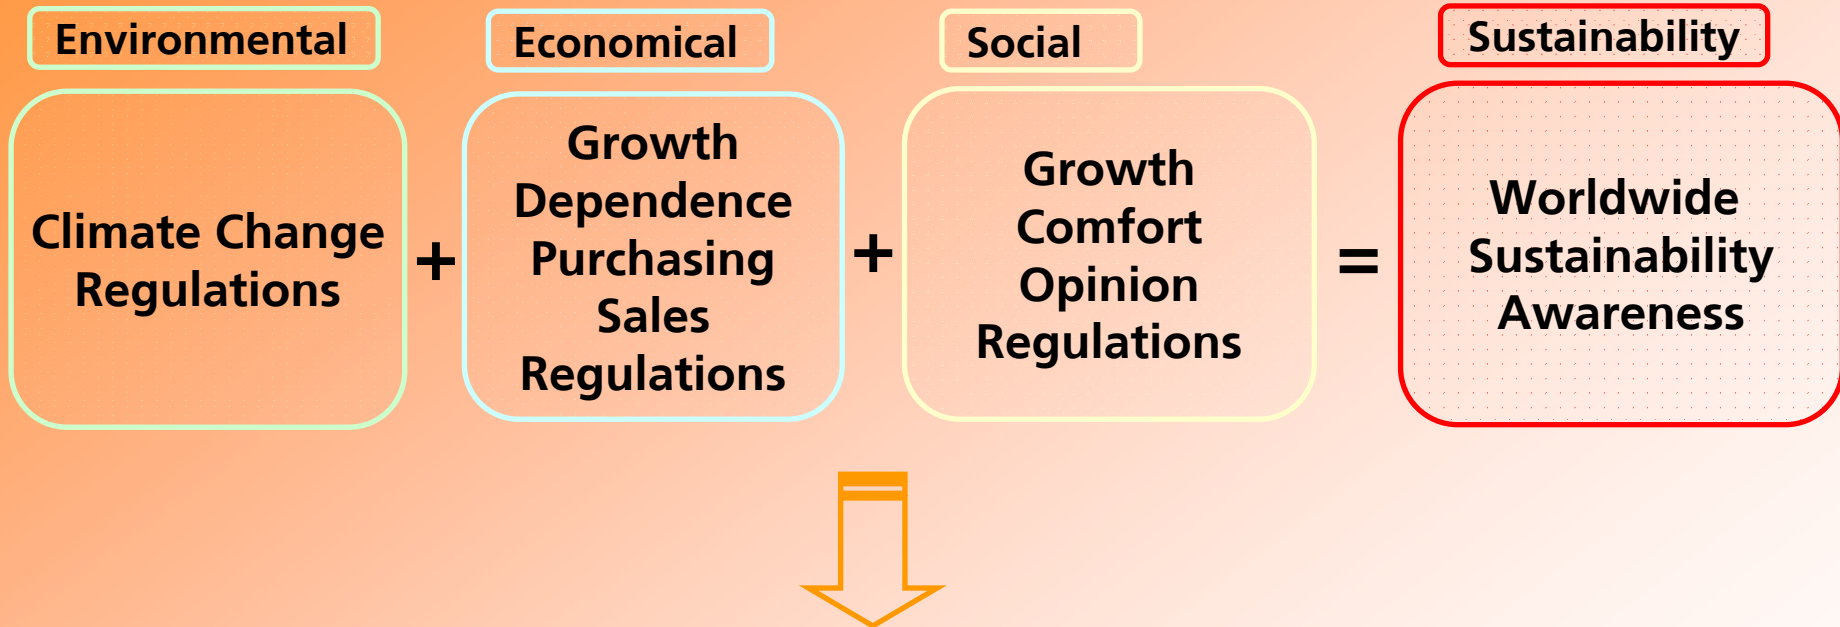 Environmental
Climate Change
Regulations
+
Economical
Growth
Dependence
Purchasing
Sales
Regulations
+
Social
Growth
Comfort
Opinion
Regulations
=
Sustainability
Worldwide
Sustainability
Awareness